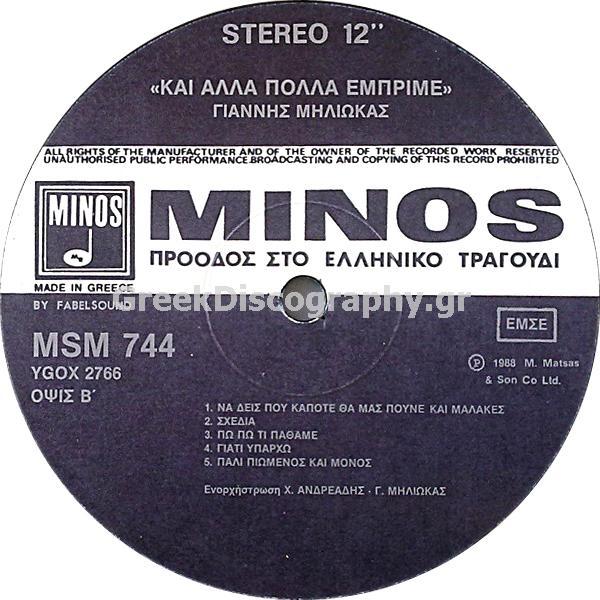 STEREO 12''
«ΚΑΙ ΑΛΛΑ ΠΟΛΛΑ ΕΜΠΡΙΜΕ»
ΓΙΑΝΝΗΣ ΜΗΛΙΩΚΑΣ
ALL RIGHTS OF THE MANUFACTURER AND OF THE OWNER OF THE RECORDED WORK RESERVED
UNAUTHORISED PUBLIC PERFORMANCE.BROADCASTING AND COPYING OF THIS RECORD PROHIBITED
MINOS
MINOS
ΠΡΟΟΔΟΣ ΣΤΟ ΕΛΛΗΝΙΚΟ ΤΡΑΓΟΥΔΙ
MADE IN GREECE
BY FABELSOUND
GreekDiscography.gr
MSM 744
YGOX 2766
ΟΨΙΣ Β΄
ΕΜΣΕ
℗ 1988 M. Matsas
& Son Co Ltd.
1. ΝΑ ΔΕΙΣ ΠΟΥ ΚΑΠΟΤΕ ΘΑ ΜΑΣ ΠΟΥΝΕ ΚΑΙ ΜΑΛΑΚΕΣ
2. ΣΧΕΔΙΑ
3. ΠΩ ΠΩ ΤΙ ΠΑΘΑΜΕ
4. ΓΙΑΤΙ ΥΠΑΡΧΩ
5. ΠΑΛΙ ΠΙΩΜΕΝΟΣ ΚΑΙ ΜΟΝΟΣ
Ενορχήστρωση Χ. ΑΝΔΡΕΑΔΗΣ - Γ. ΜΗΛΙΩΚΑΣ